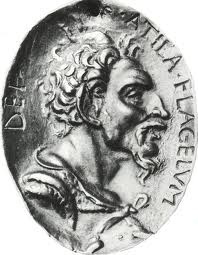 DEI
ATILA · FLAGELVM